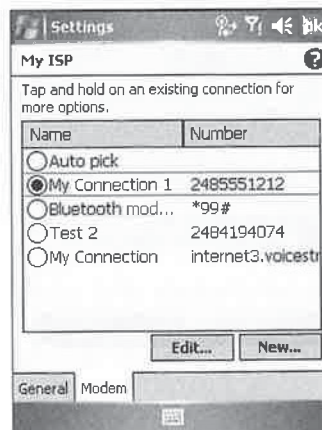 Settings
ok
My ISP
?
Tap and hold on an existing connection for
more options.
Name Number
Auto pick
My Connection 1 2485551212
Bluetooth mod... *99#
Test 2 2484194074
My Connection internet3.voicestr
Edit... New...
General Modem